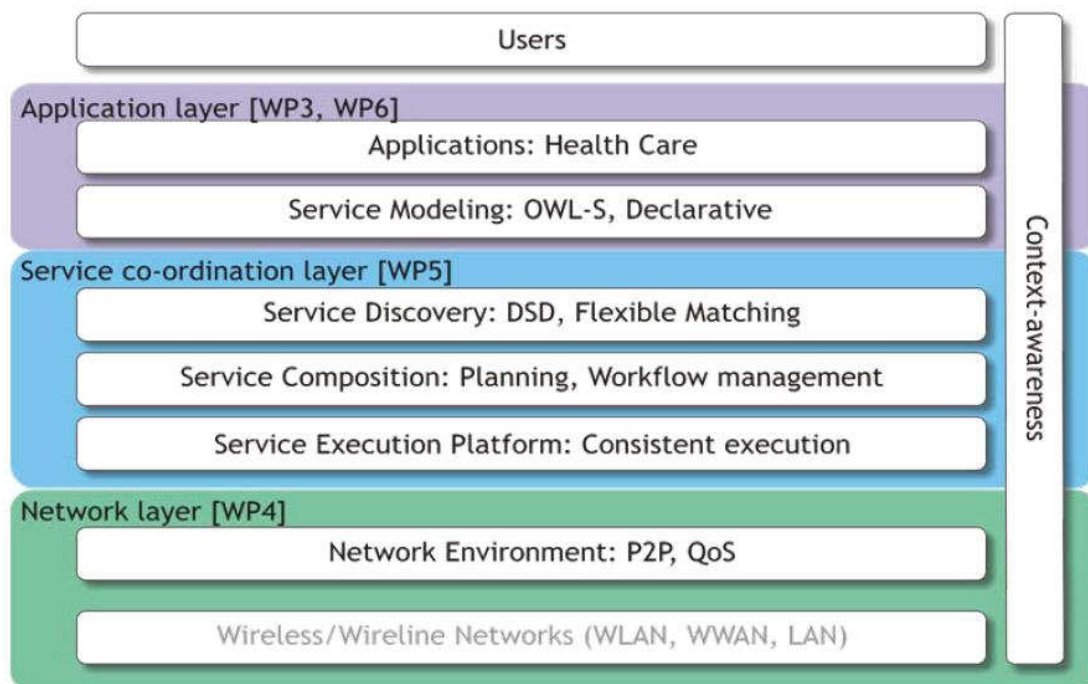 Users
Application layer [WP3, WP6]
Applications: Health Care
Service Modeling: OWL-S, Declarative
Service co-ordination layer [WP5]
Service Discovery: DSD, Flexible Matching
Service Composition: Planning, Workflow management
Service Execution Platform: Consistent execution
Network layer [WP4]
Network Environment: P2P, QoS
Wireless/Wireline Networks (WLAN, WWAN, LAN)
Context-awareness